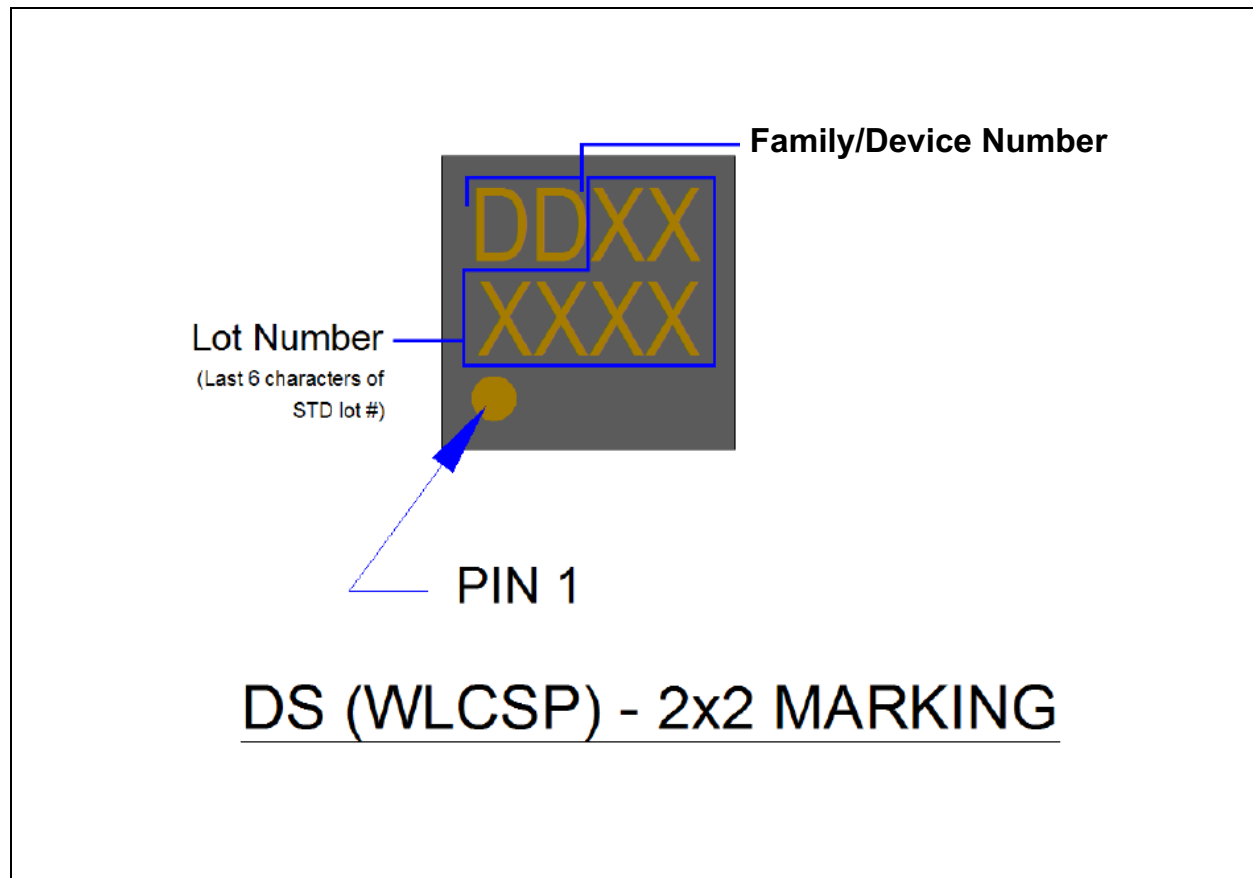 Family/Device Number
DDXX
XXXX
Lot Number
(Last 6 characters of
STD lot #)
PIN 1
DS (WLCSP) - 2x2 MARKING